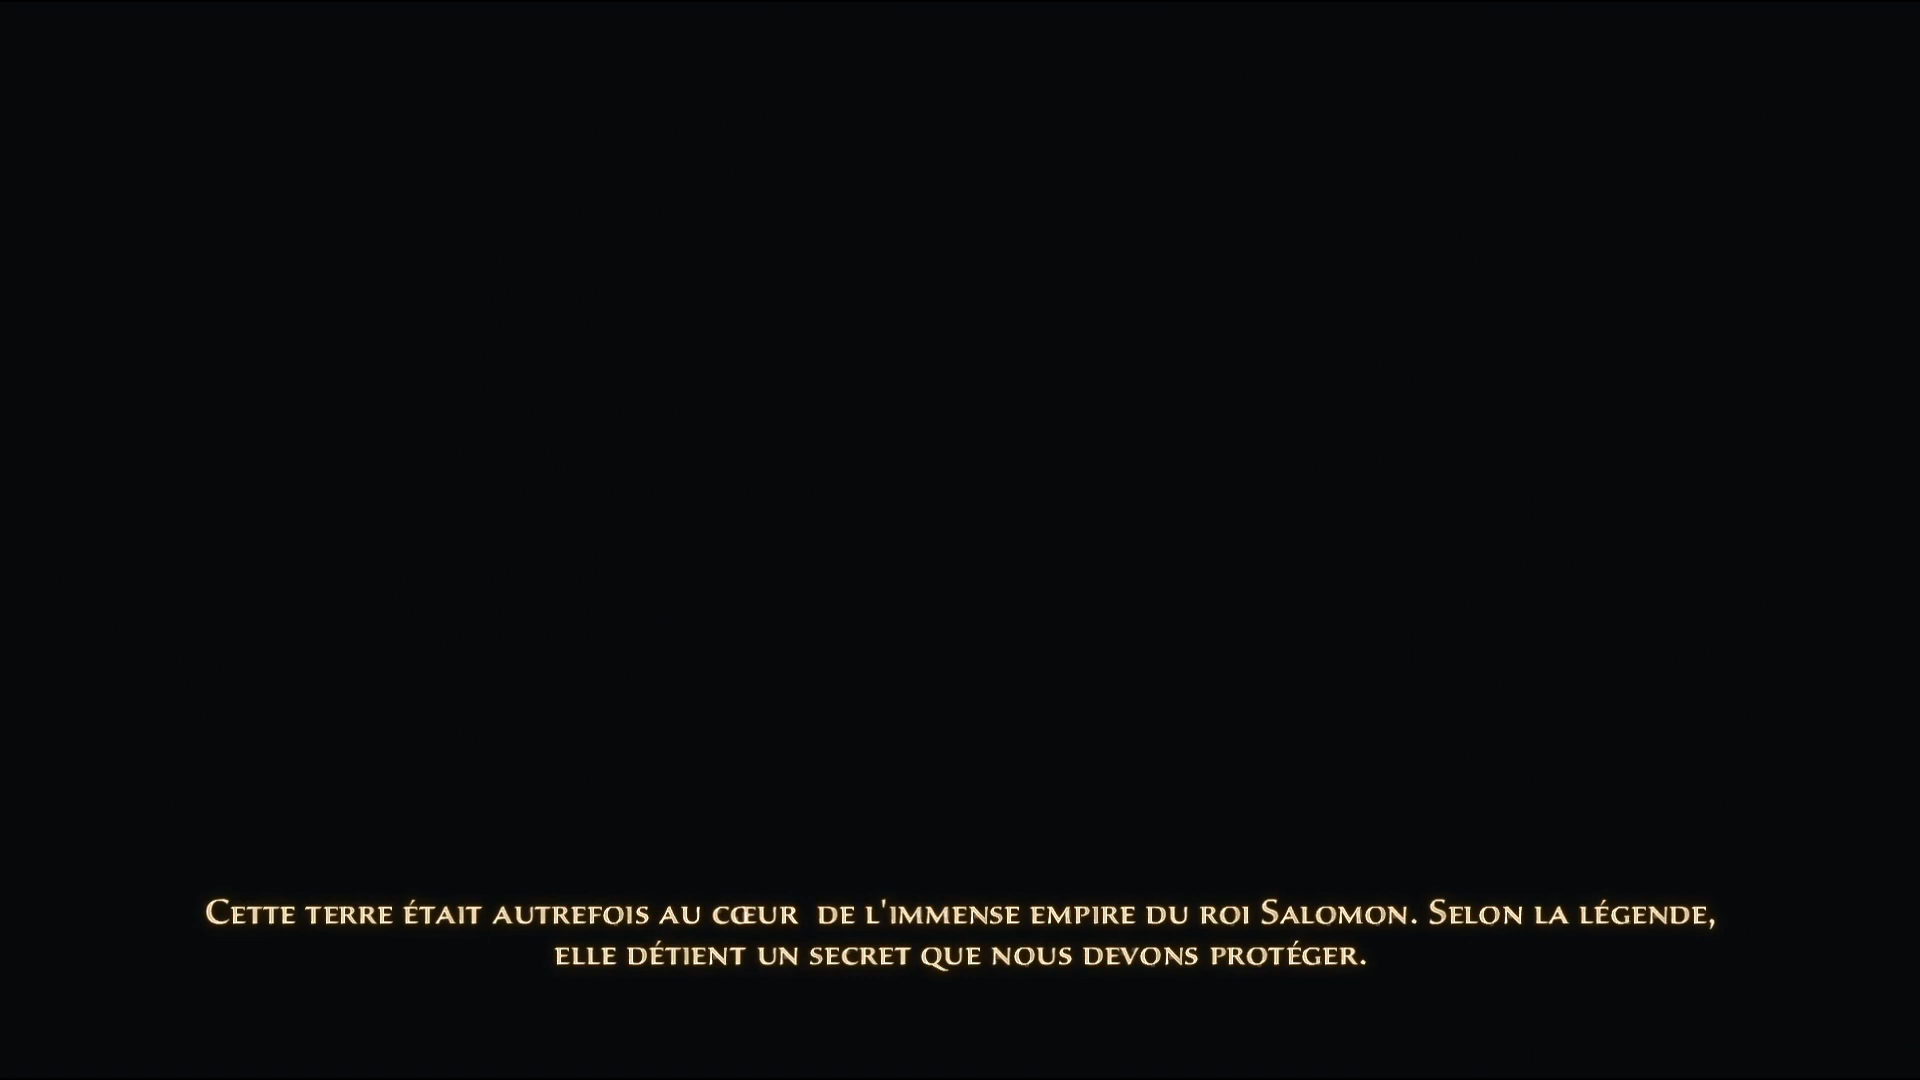 Cette terre était autrefois au cœur  de l'immense empire du roi Salomon. Selon la légende,
elle détient un secret que nous devons protéger.